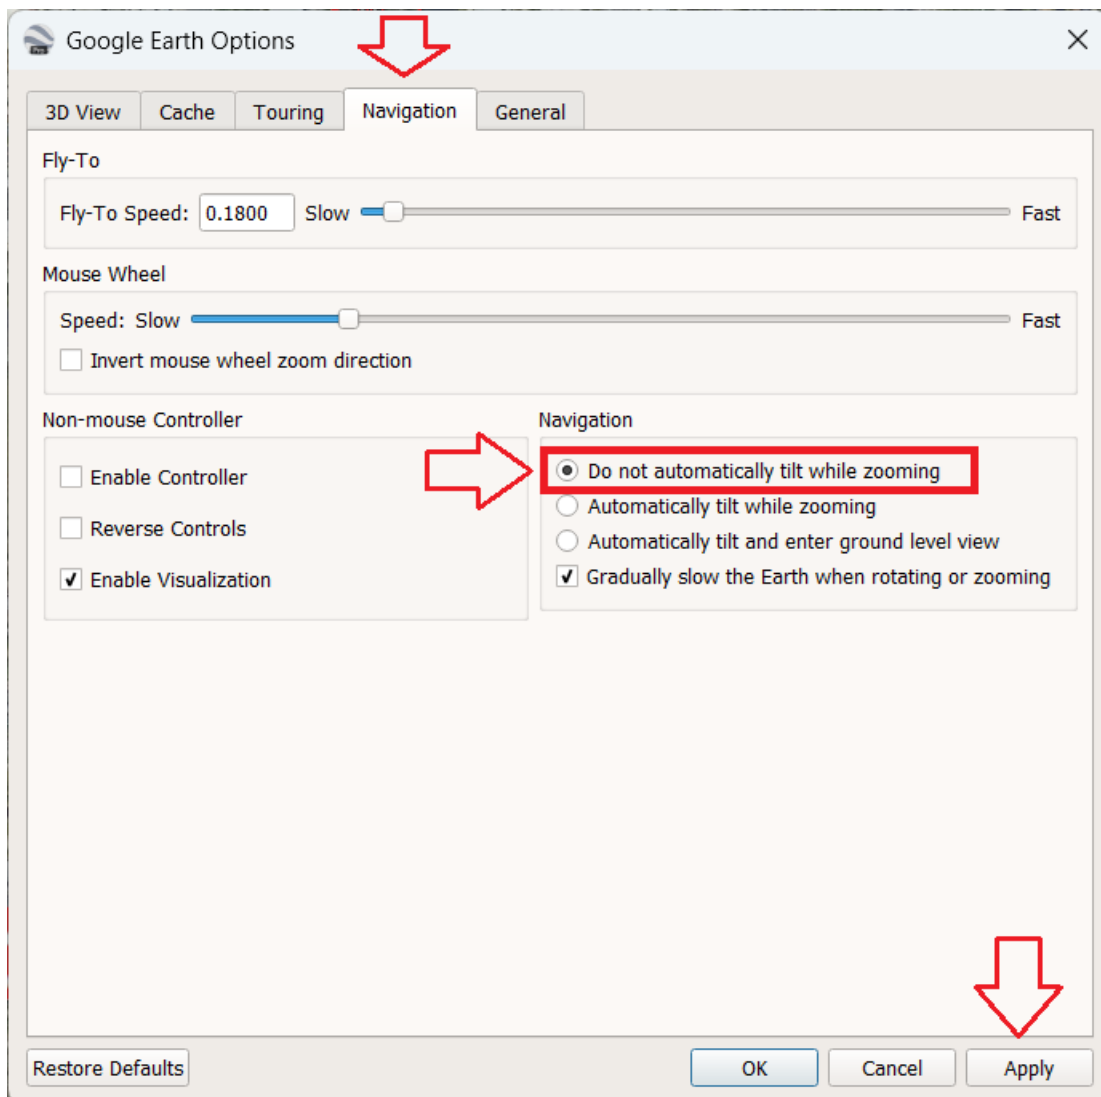 Google Earth Options
3D View Cache Touring Navigation General
Fly-To
Fly-To Speed: 0.1800 Slow Fast
Mouse Wheel
Speed: Slow Fast
Invert mouse wheel zoom direction
Non-mouse Controller Navigation
Enable Controller Do not automatically tilt while zooming
Automatically tilt while zooming
Reverse Controls Automatically tilt and enter ground level view
Enable Visualization Gradually slow the Earth when rotating or zooming
Restore Defaults OK Cancel Apply